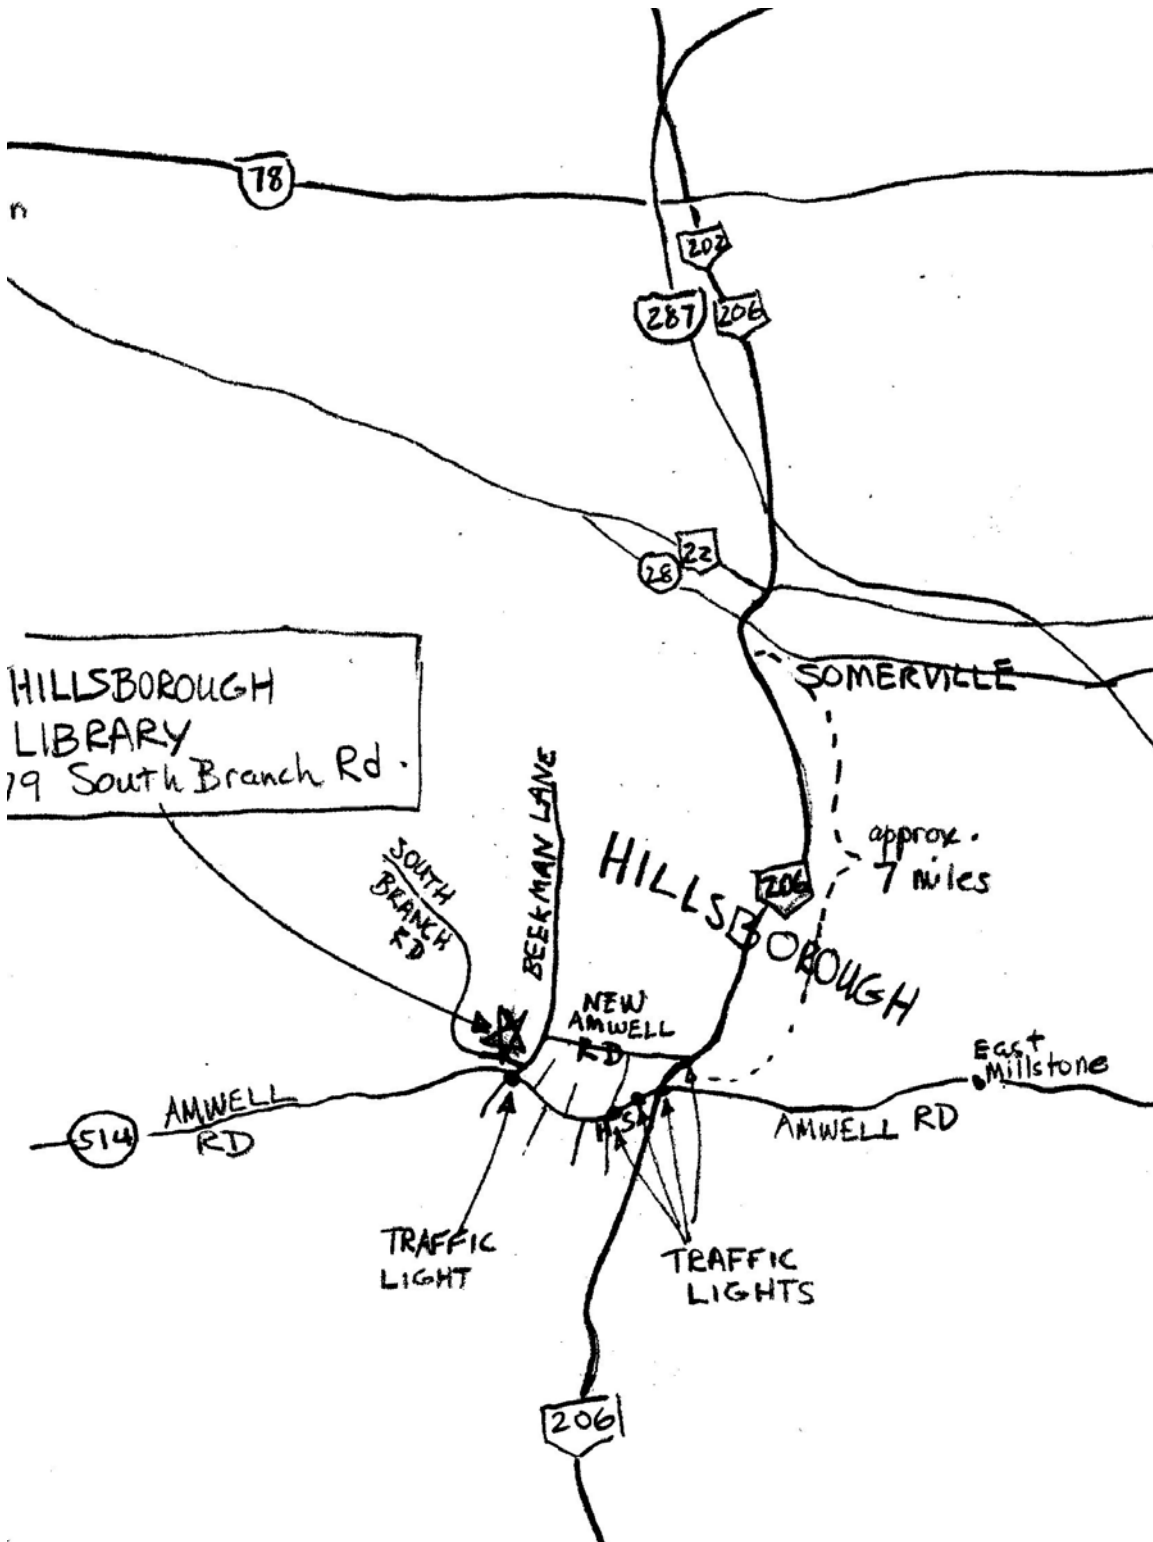 78
n
202
287
206
22
28
HILLSBOROUGH
LIBRARY
79 South Branch Rd.
SOMERVILLE
approx.
7 miles
SOUTH
BRANCH
RD
BEEKMAN LANE
HILLSBOROUGH
206
NEW
AMWELL
RD
East
Millstone
AMWELL
RD
514
H.S.
AMWELL RD
TRAFFIC
LIGHT
TRAFFIC
LIGHTS
206